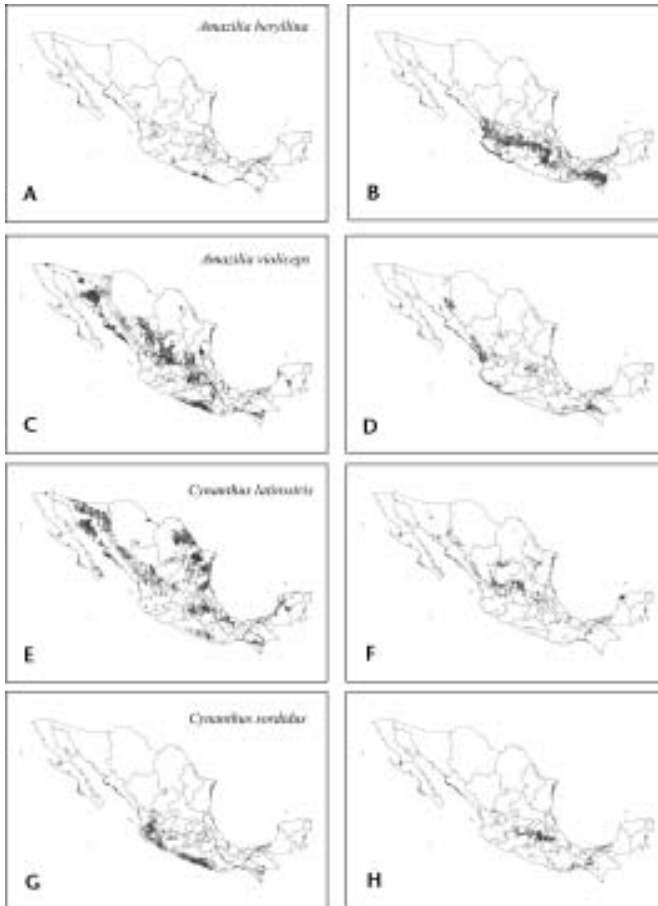 Amazilia beryllina
A
B
Amazilia violiceps
C
D
Cynanthus latirostris
E
F
Cynanthus sordidus
G
H